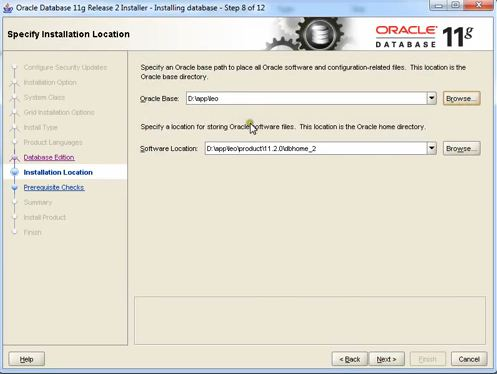 Oracle Database 11g Release 2 Installer - Installing database - Step 8 of 12
Specify Installation Location
ORACLE
DATABASE 11g
Configure Security Updates
Installation Option
System Class
Grid Installation Options
Install Type
Product Languages
Database Edition
Installation Location
Prerequisite Checks
Summary
Install Product
Finish
Specify an Oracle base path to place all Oracle software and configuration-related files. This location is the
Oracle base directory.
Oracle Base: D:\app\leo Browse...
Specify a location for storing Oracle software files. This location is the Oracle home directory.
Software Location: D:\app\leo\product\11.2.0\dbhome_2 Browse...
Help < Back Next > Finish Cancel